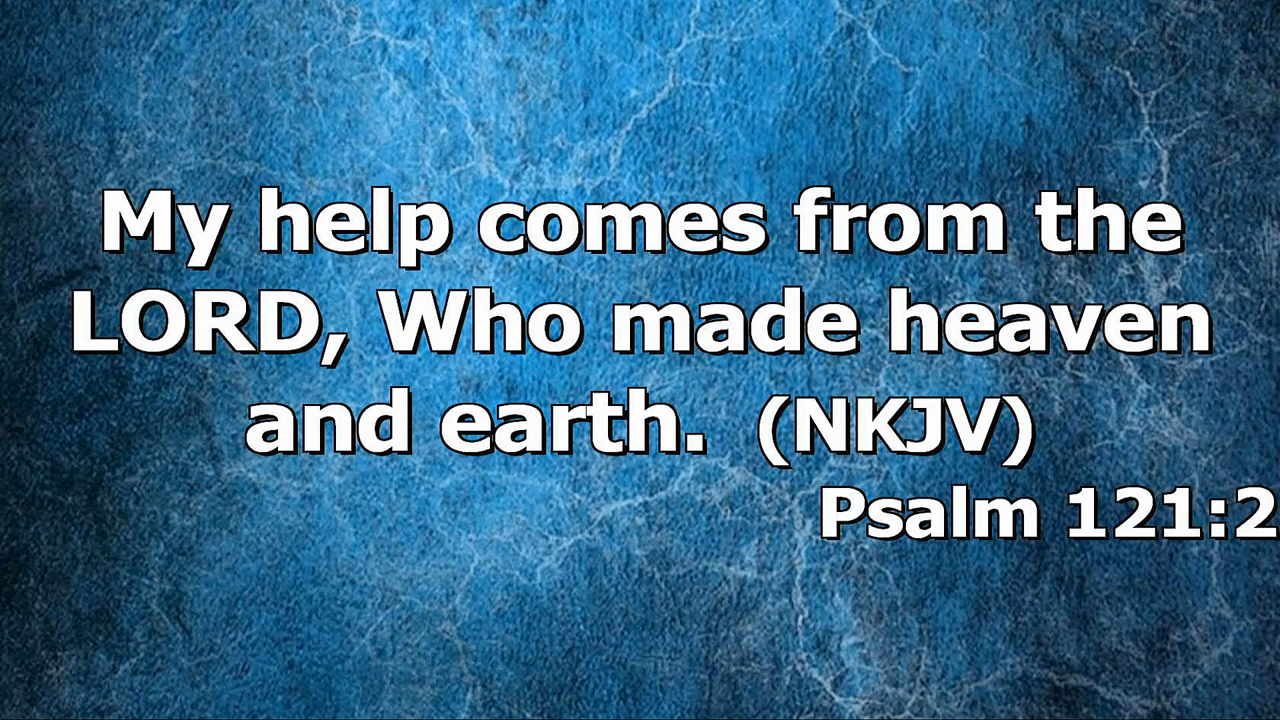 My help comes from the
LORD, Who made heaven
and earth.  (NKJV)
Psalm 121:2